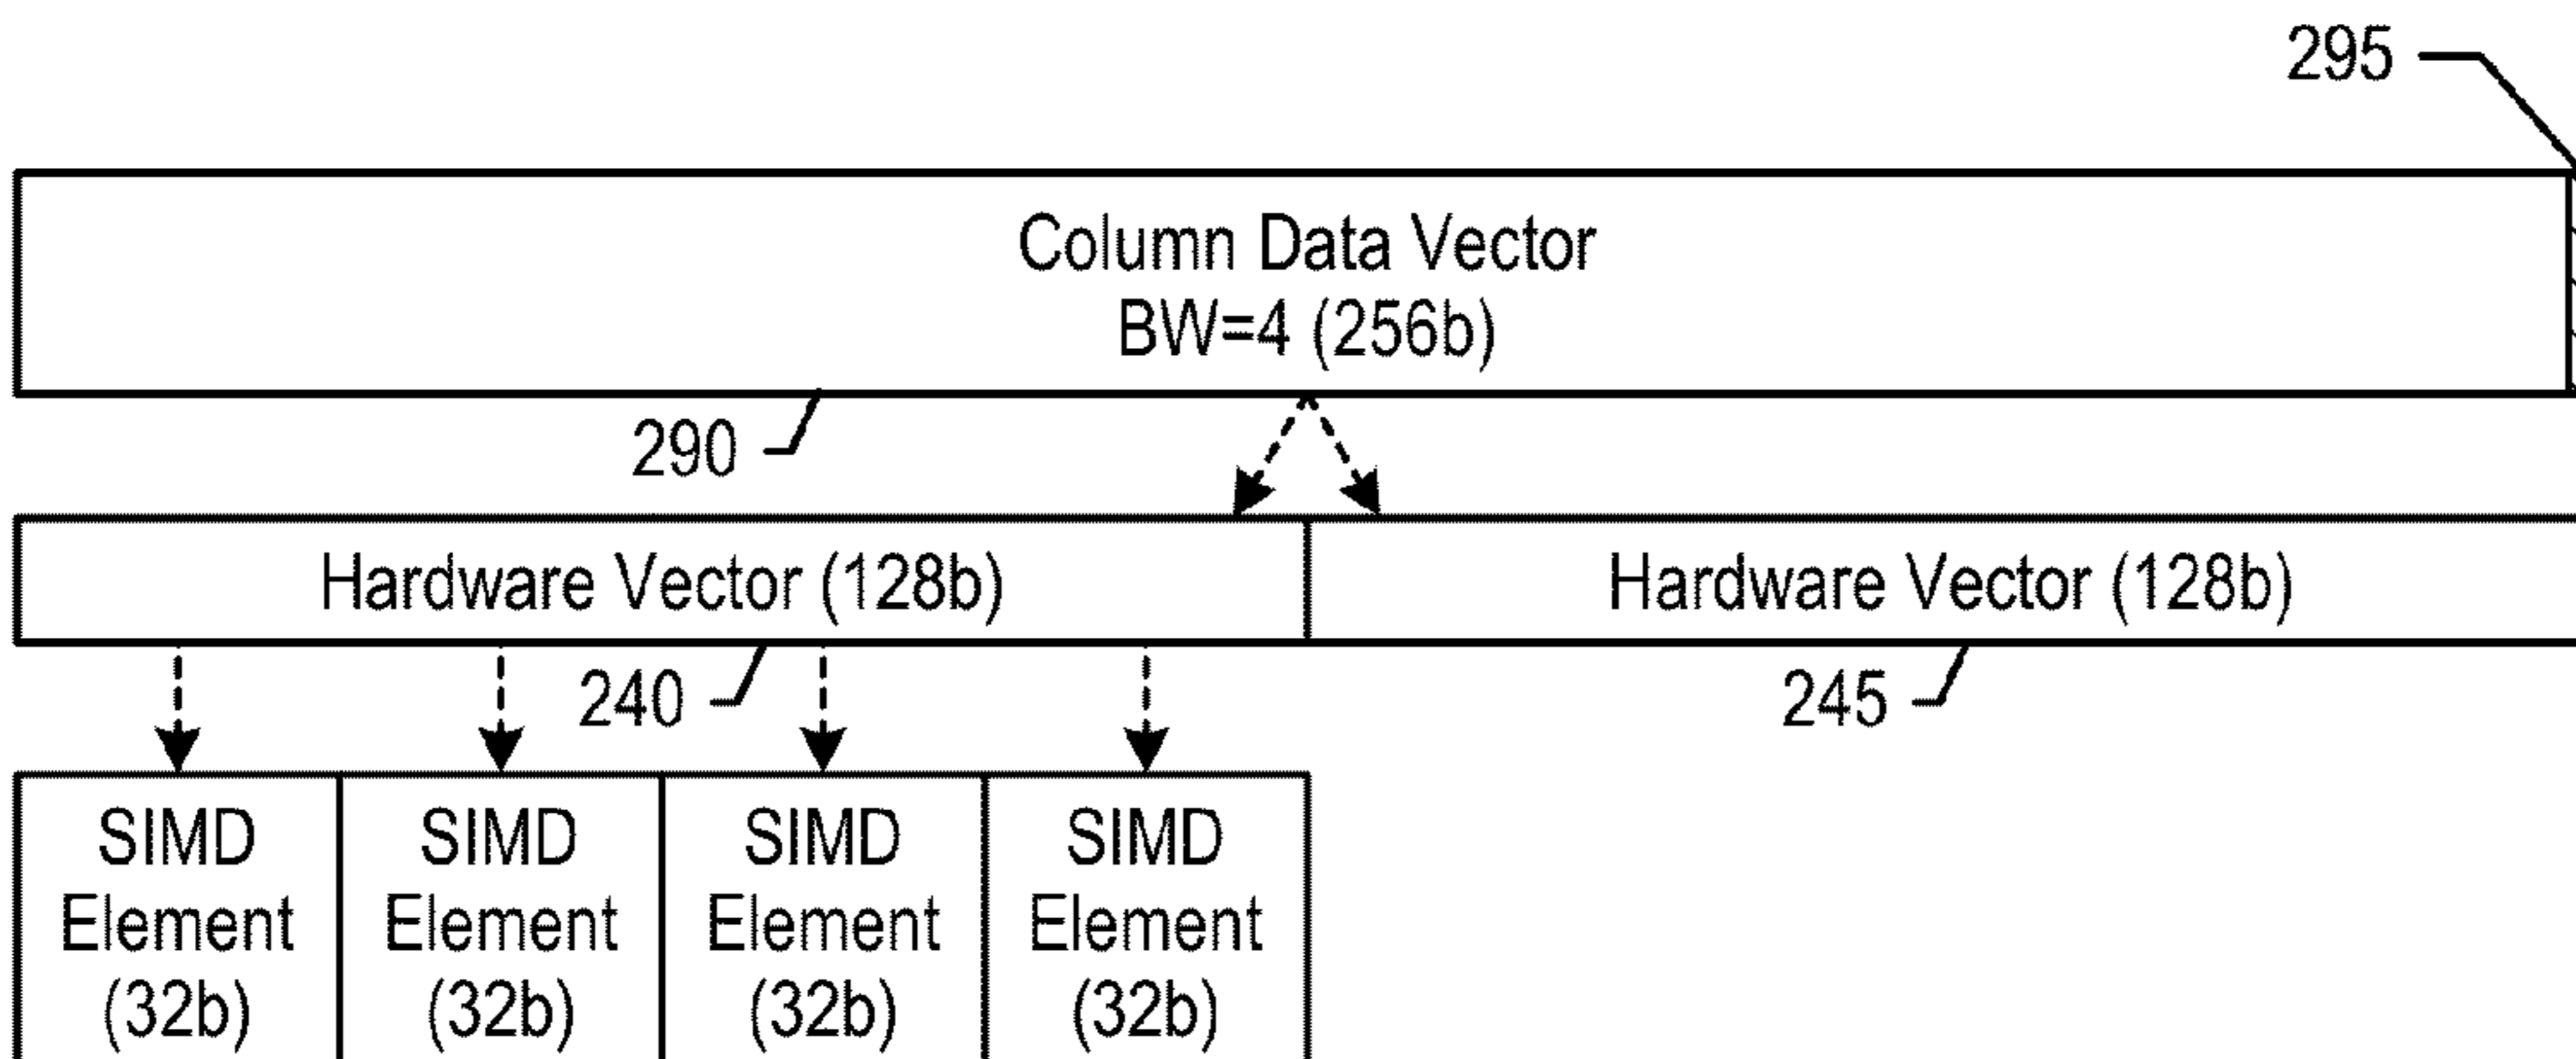 295
Column Data Vector
BW=4 (256b)
290
Hardware Vector (128b)
Hardware Vector (128b)
240
245
SIMD
Element
(32b)
SIMD
Element
(32b)
SIMD
Element
(32b)
SIMD
Element
(32b)